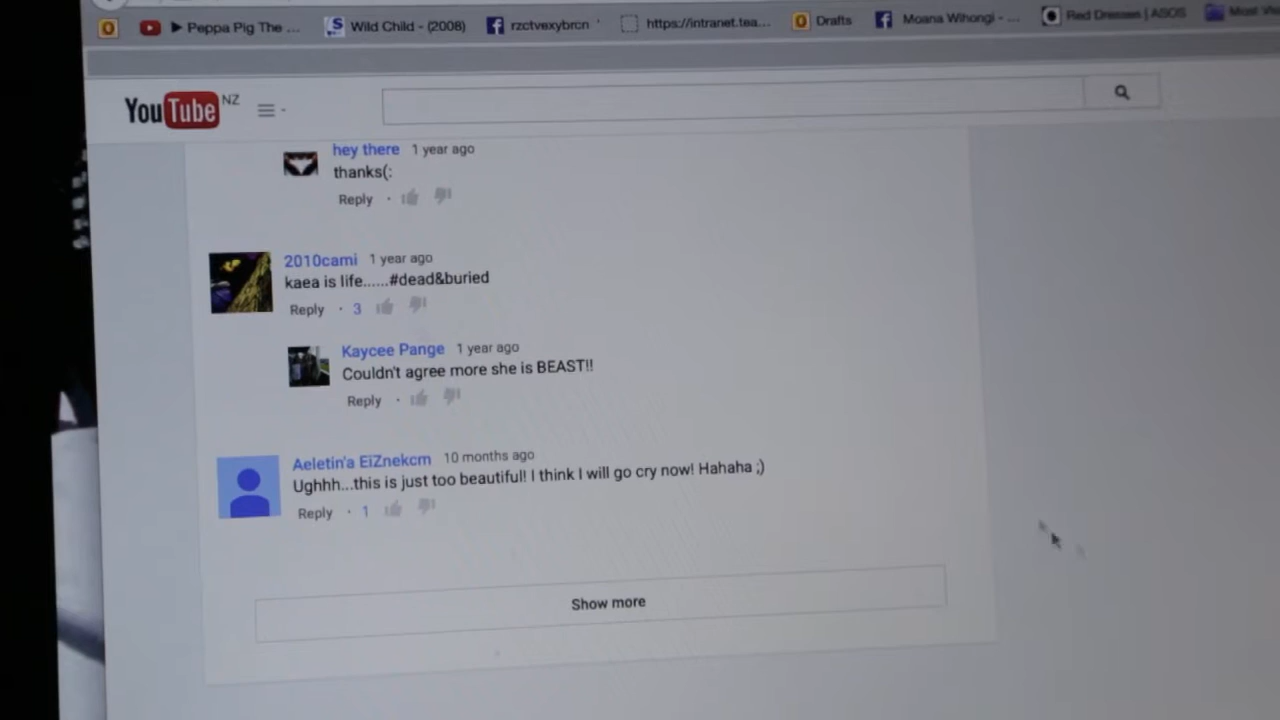 ▶ Peppa Pig The ...
Wild Child - (2008)
rzctvexybrcn
https://intranet.tea...
Drafts
Moana Wihongi - ...
Red Dresses | ASOS
YouTube NZ
hey there 1 year ago
thanks(:
Reply ·
2010cami 1 year ago
kaea is life......#dead&buried
Reply · 3
Kaycee Pange 1 year ago
Couldn't agree more she is BEAST!!
Reply ·
Aeletin'a EiZnekcm 10 months ago
Ughhh...this is just too beautiful! I think I will go cry now! Hahaha ;)
Reply · 1
Show more